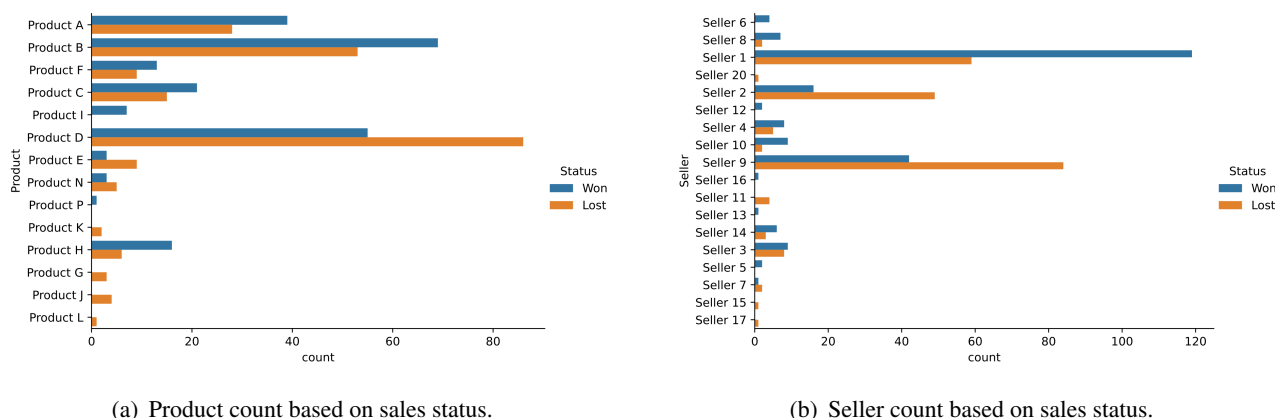 Product A
Product B
Product F
Product C
Product I
Product D
Product E
Product N
Product P
Product K
Product H
Product G
Product J
Product L
Product
0 20 40 60 80
count
Status
Won
Lost
(a) Product count based on sales status.
Seller 6
Seller 8
Seller 1
Seller 20
Seller 2
Seller 12
Seller 4
Seller 10
Seller 9
Seller 16
Seller 11
Seller 13
Seller 14
Seller 3
Seller 5
Seller 7
Seller 15
Seller 17
Seller
0 20 40 60 80 100 120
count
Status
Won
Lost
(b) Seller count based on sales status.